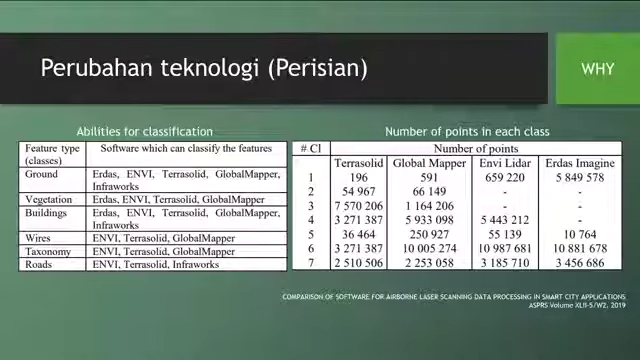 Perubahan teknologi (Perisian)
WHY
Abilities for classification
Feature type (classes) Software which can classify the features
Ground Erdas, ENVI, Terrasolid, GlobalMapper, Infraworks
Vegetation Erdas, ENVI, Terrasolid, GlobalMapper
Buildings Erdas, ENVI, Terrasolid, GlobalMapper, Infraworks
Wires ENVI, Terrasolid, GlobalMapper
Taxonomy ENVI, Terrasolid, GlobalMapper
Roads ENVI, Terrasolid, Infraworks
Number of points in each class
# Cl Number of points
Terrasolid Global Mapper Envi Lidar Erdas Imagine
1 196 591 659 220 5 849 578
2 54 967 66 149 - -
3 7 570 206 1 164 206 - -
4 3 271 387 5 933 098 5 443 212 -
5 36 464 250 927 55 139 10 764
6 3 271 387 10 005 274 10 987 681 10 881 678
7 2 510 506 2 253 058 3 185 710 3 456 686
COMPARISON OF SOFTWARE FOR AIRBORNE LASER SCANNING DATA PROCESSING IN SMART CITY APPLICATIONS
ASPRS Volume XLII-5/W2, 2019